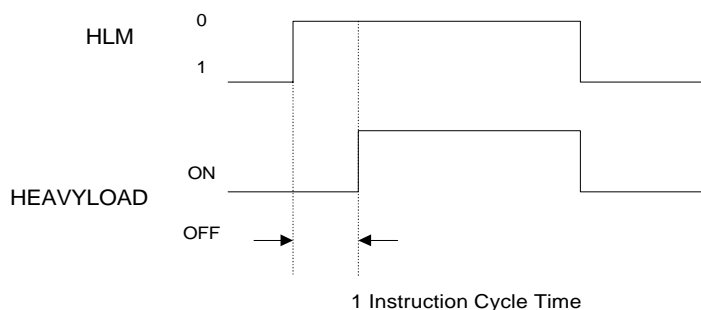 HLM
0
1
HEAVYLOAD
ON
OFF
1 Instruction Cycle Time